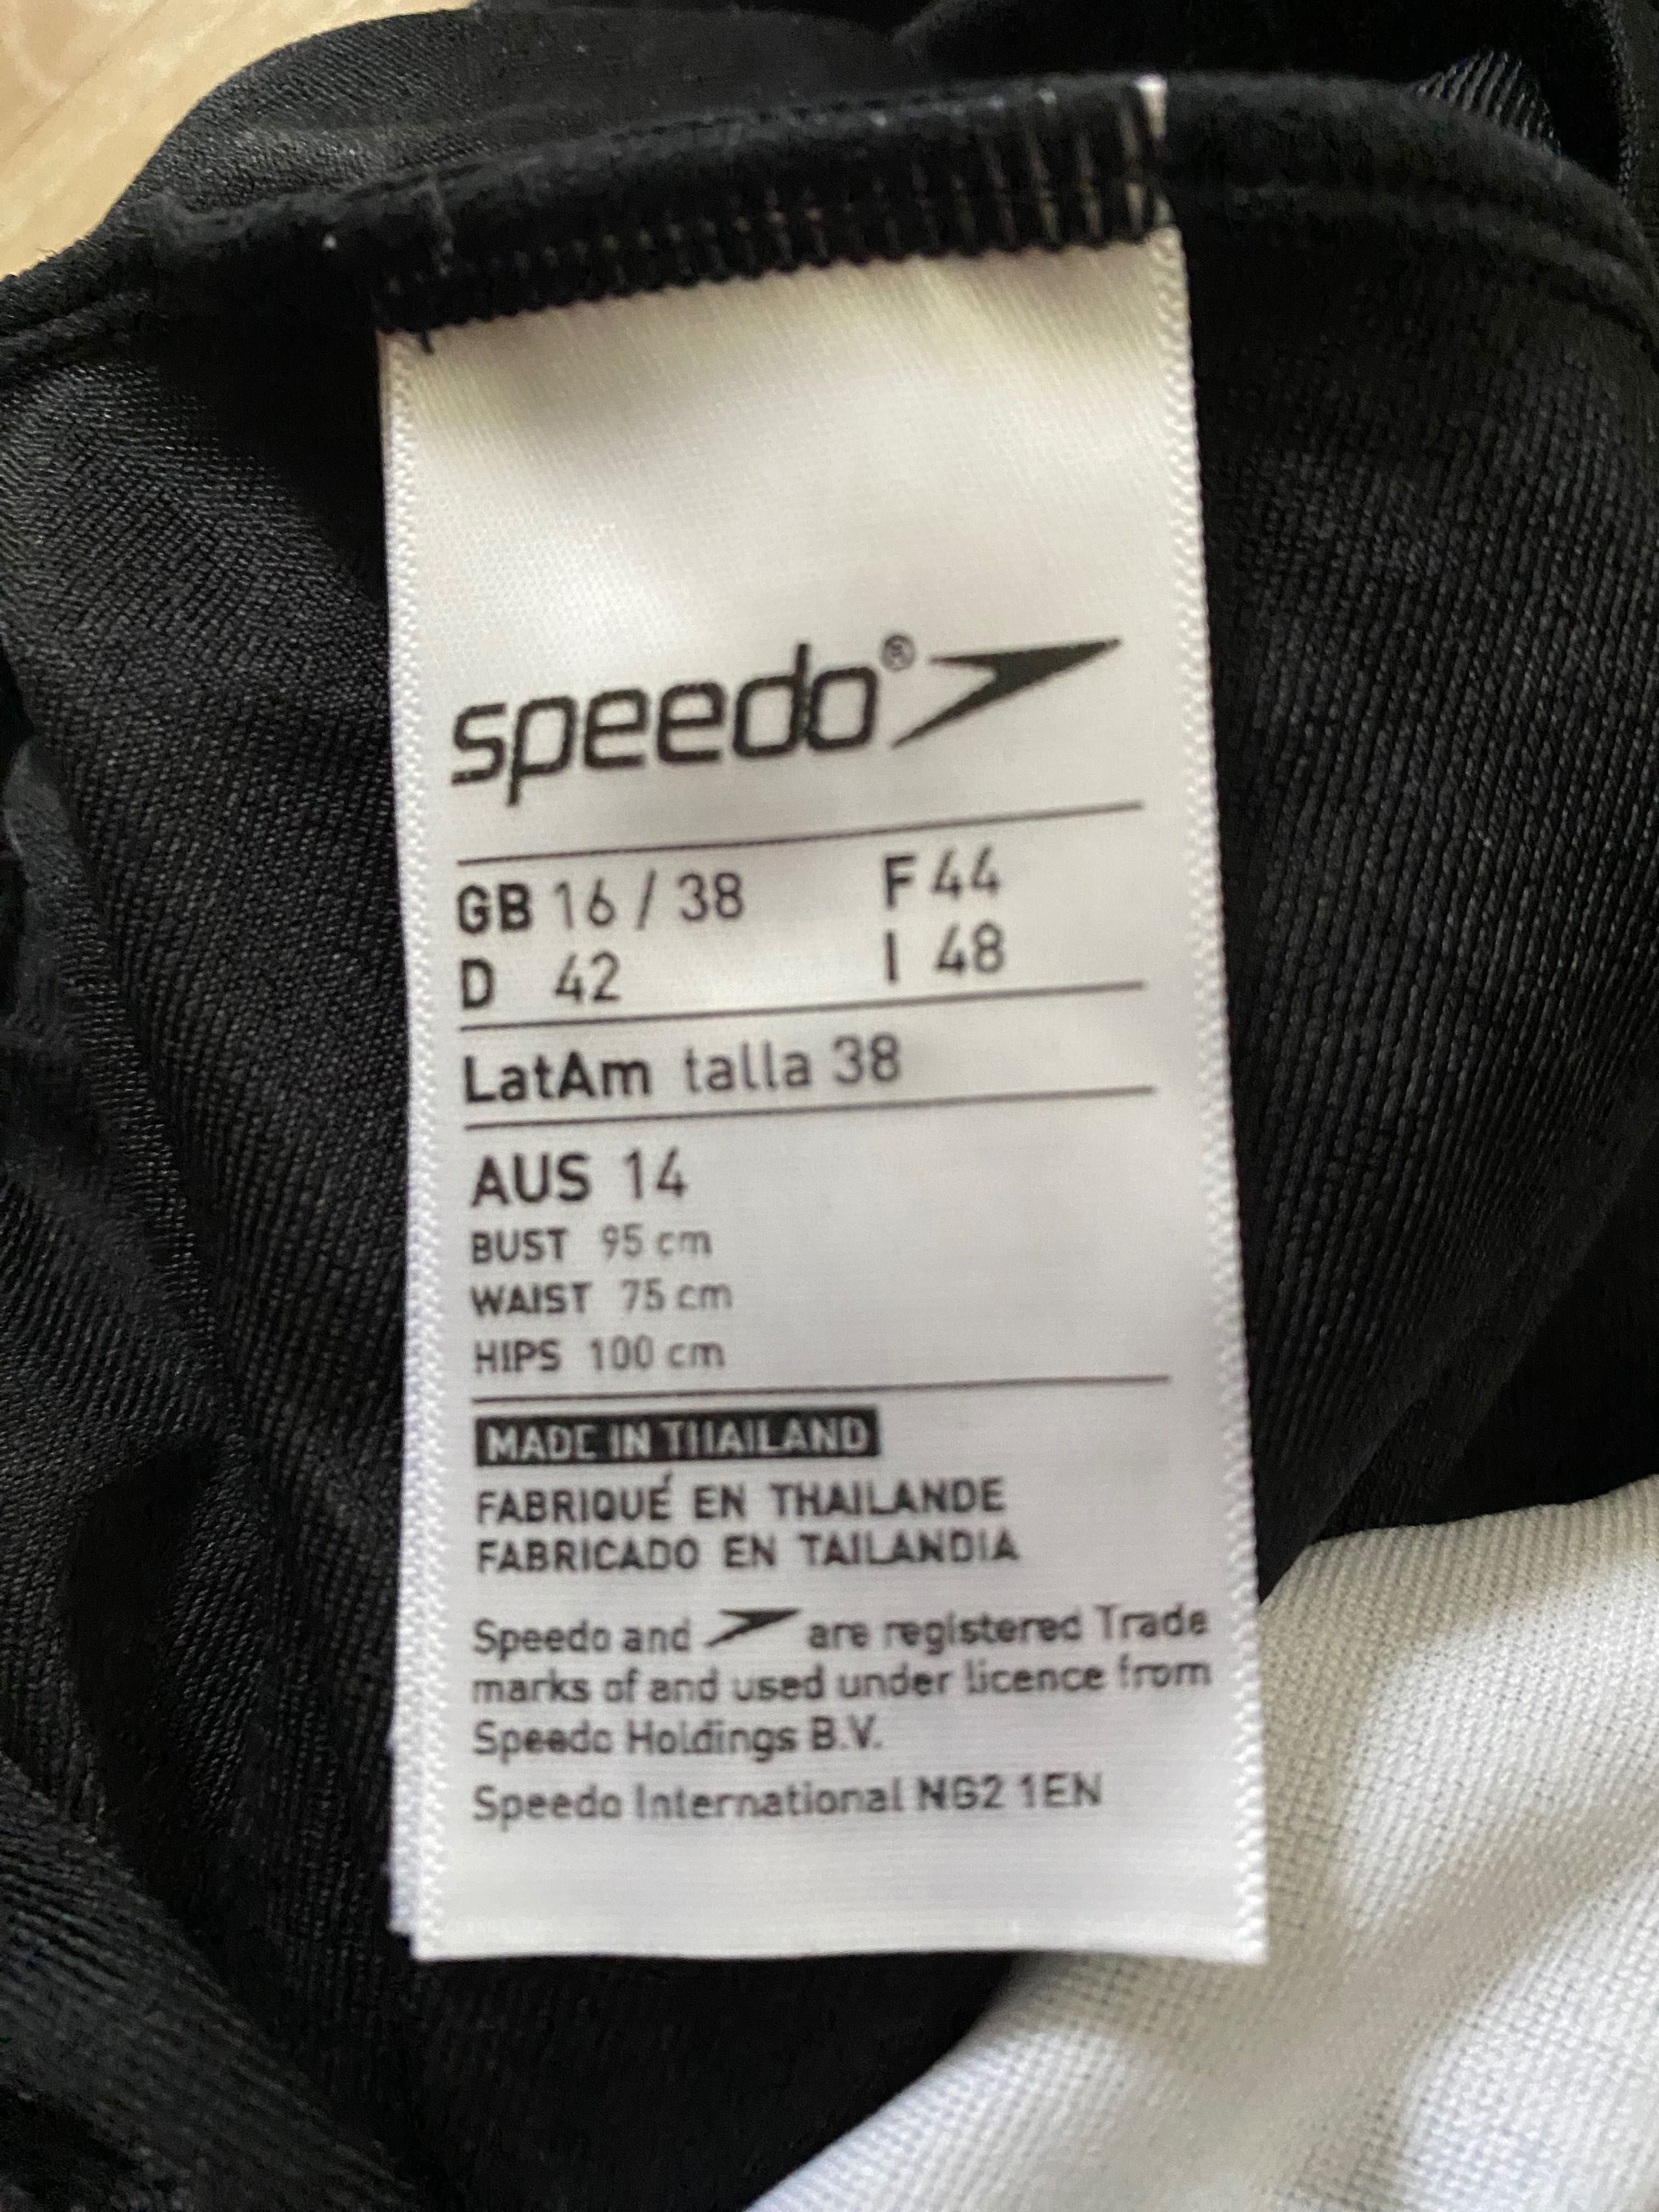 speedo®
GB 16 / 38 F 44
D 42 I 48
LatAm talla 38
AUS 14
BUST 95 cm
WAIST 75 cm
HIPS 100 cm
MADE IN THAILAND
FABRIQUÉ EN THAILANDE
FABRICADO EN TAILANDIA
Speedo and are registered Trade
marks of and used under licence from
Speedo Holdings B.V.
Speedo International NG2 1EN